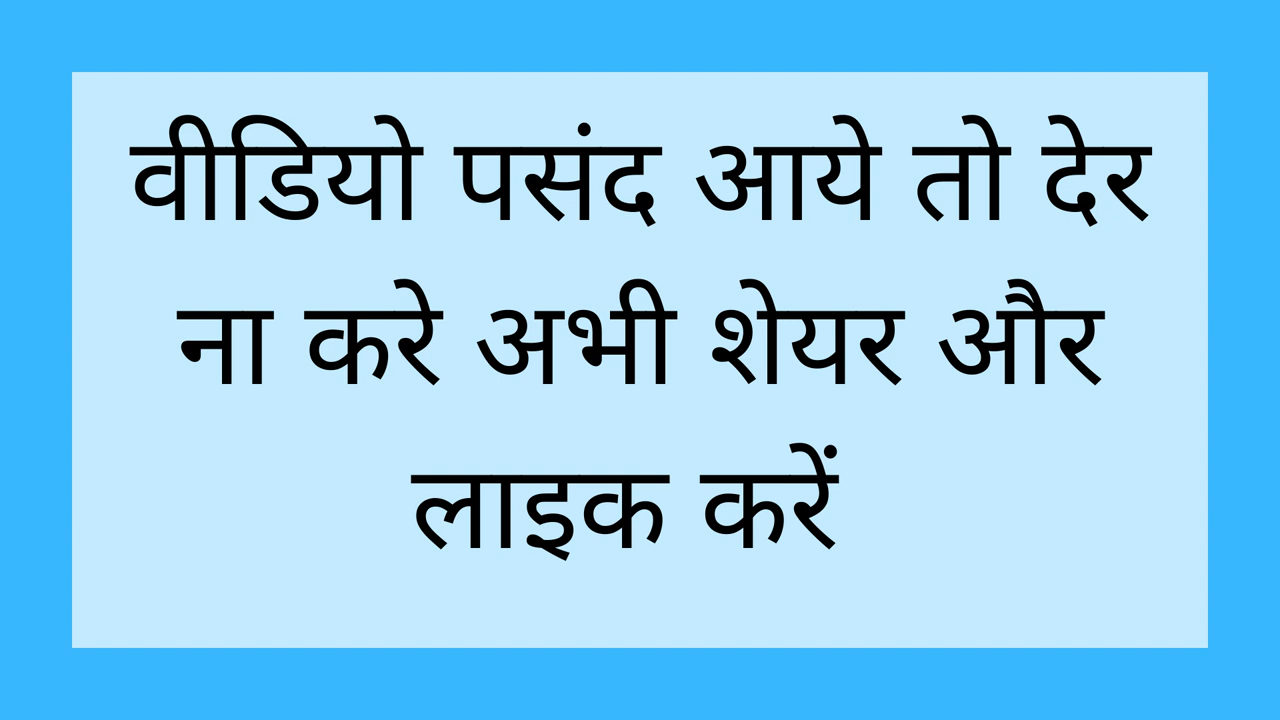 वीडियो पसंद आये तो देर
ना करे अभी शेयर और
लाइक करें